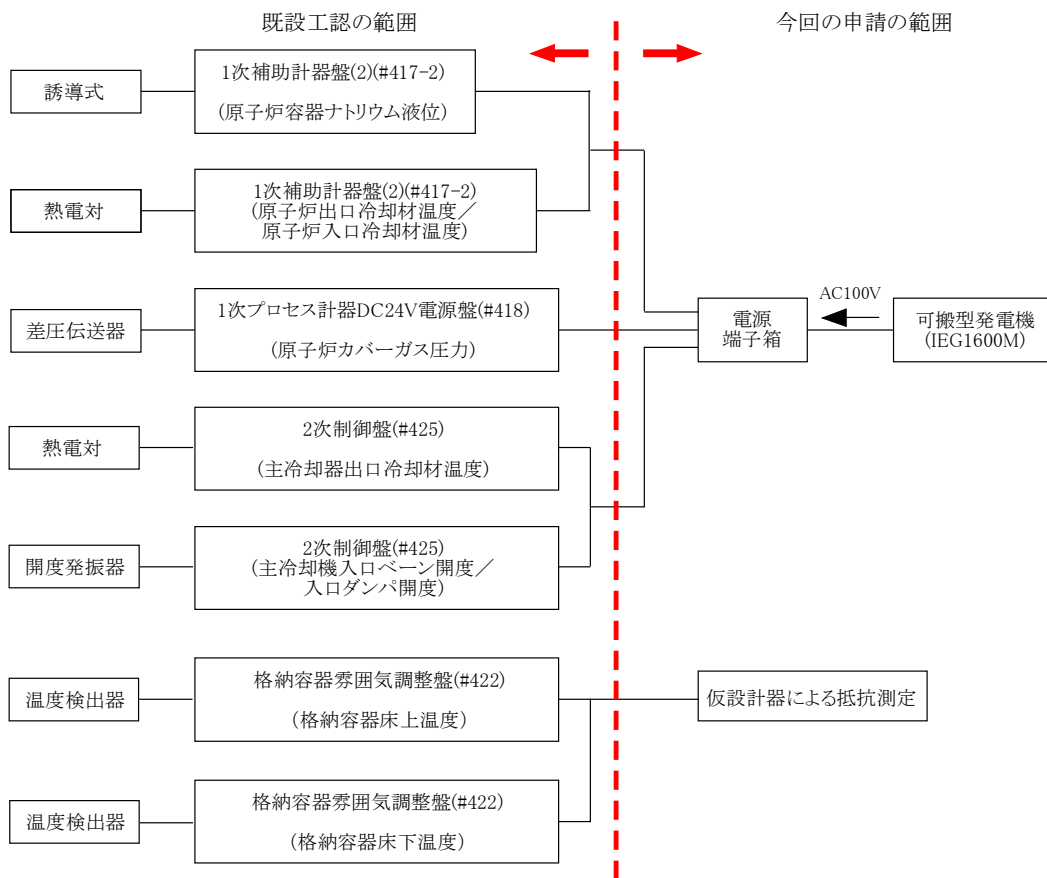 既設工認の範囲
今回の申請の範囲
誘導式
1次補助計器盤(2)(#417-2)
(原子炉容器ナトリウム液位)
熱電対
1次補助計器盤(2)(#417-2)
(原子炉出口冷却材温度／
原子炉入口冷却材温度)
差圧伝送器
1次プロセス計器DC24V電源盤(#418)
(原子炉カバーガス圧力)
電源
端子箱
AC100V
可搬型発電機
(IEG1600M)
熱電対
2次制御盤(#425)
(主冷却器出口冷却材温度)
開度発振器
2次制御盤(#425)
(主冷却機入口ベーン開度／
入口ダンパ開度)
温度検出器
格納容器雰囲気調整盤(#422)
(格納容器床上温度)
仮設計器による抵抗測定
温度検出器
格納容器雰囲気調整盤(#422)
(格納容器床下温度)